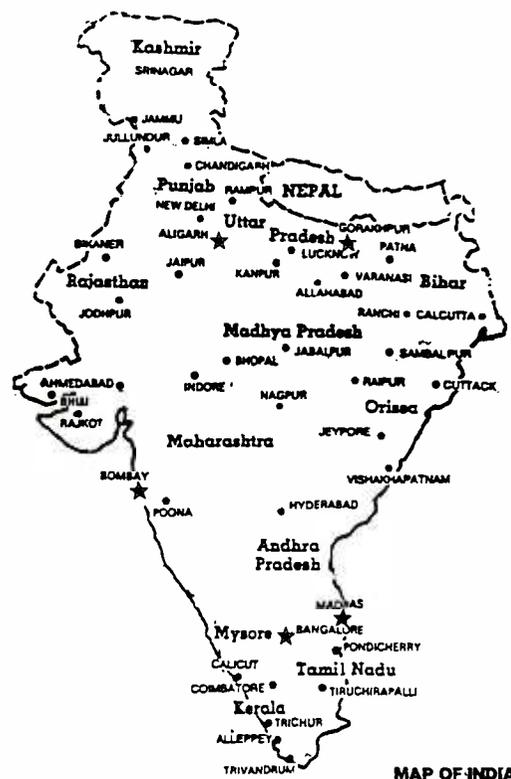 Kashmir
SRINAGAR
JAMMU
JULLUNDUR
SIMLA
CHANDIGARH
Punjab
RAMPUR
NEPAL
NEW DELHI
Uttar
GORAKHPUR
ALIGARH
Pradesh
LUCKNOW
PATNA
BIKANER
Rajasthan
JAIPUR
KANPUR
VARANASI
Bihar
ALLAHABAD
JODHPUR
RANCHI
CALCUTTA
Madhya Pradesh
JABALPUR
SAMBALPUR
BHOPAL
AHMEDABAD
INDORE
RAIPUR
CUTTACK
BHUJ
NAGPUR
RAJKOT
Orissa
JEYPORE
Maharashtra
BOMBAY
VISHAKHAPATNAM
POONA
HYDERABAD
Andhra
Pradesh
MADRAS
Mysore
BANGALORE
PONDICHERRY
CALICUT
Tamil Nadu
COIMBATORE
TIRUCHIRAPALLI
Kerala
TRICHUR
ALLEPPEY
TRIVANDRUM
MAP OF INDIA